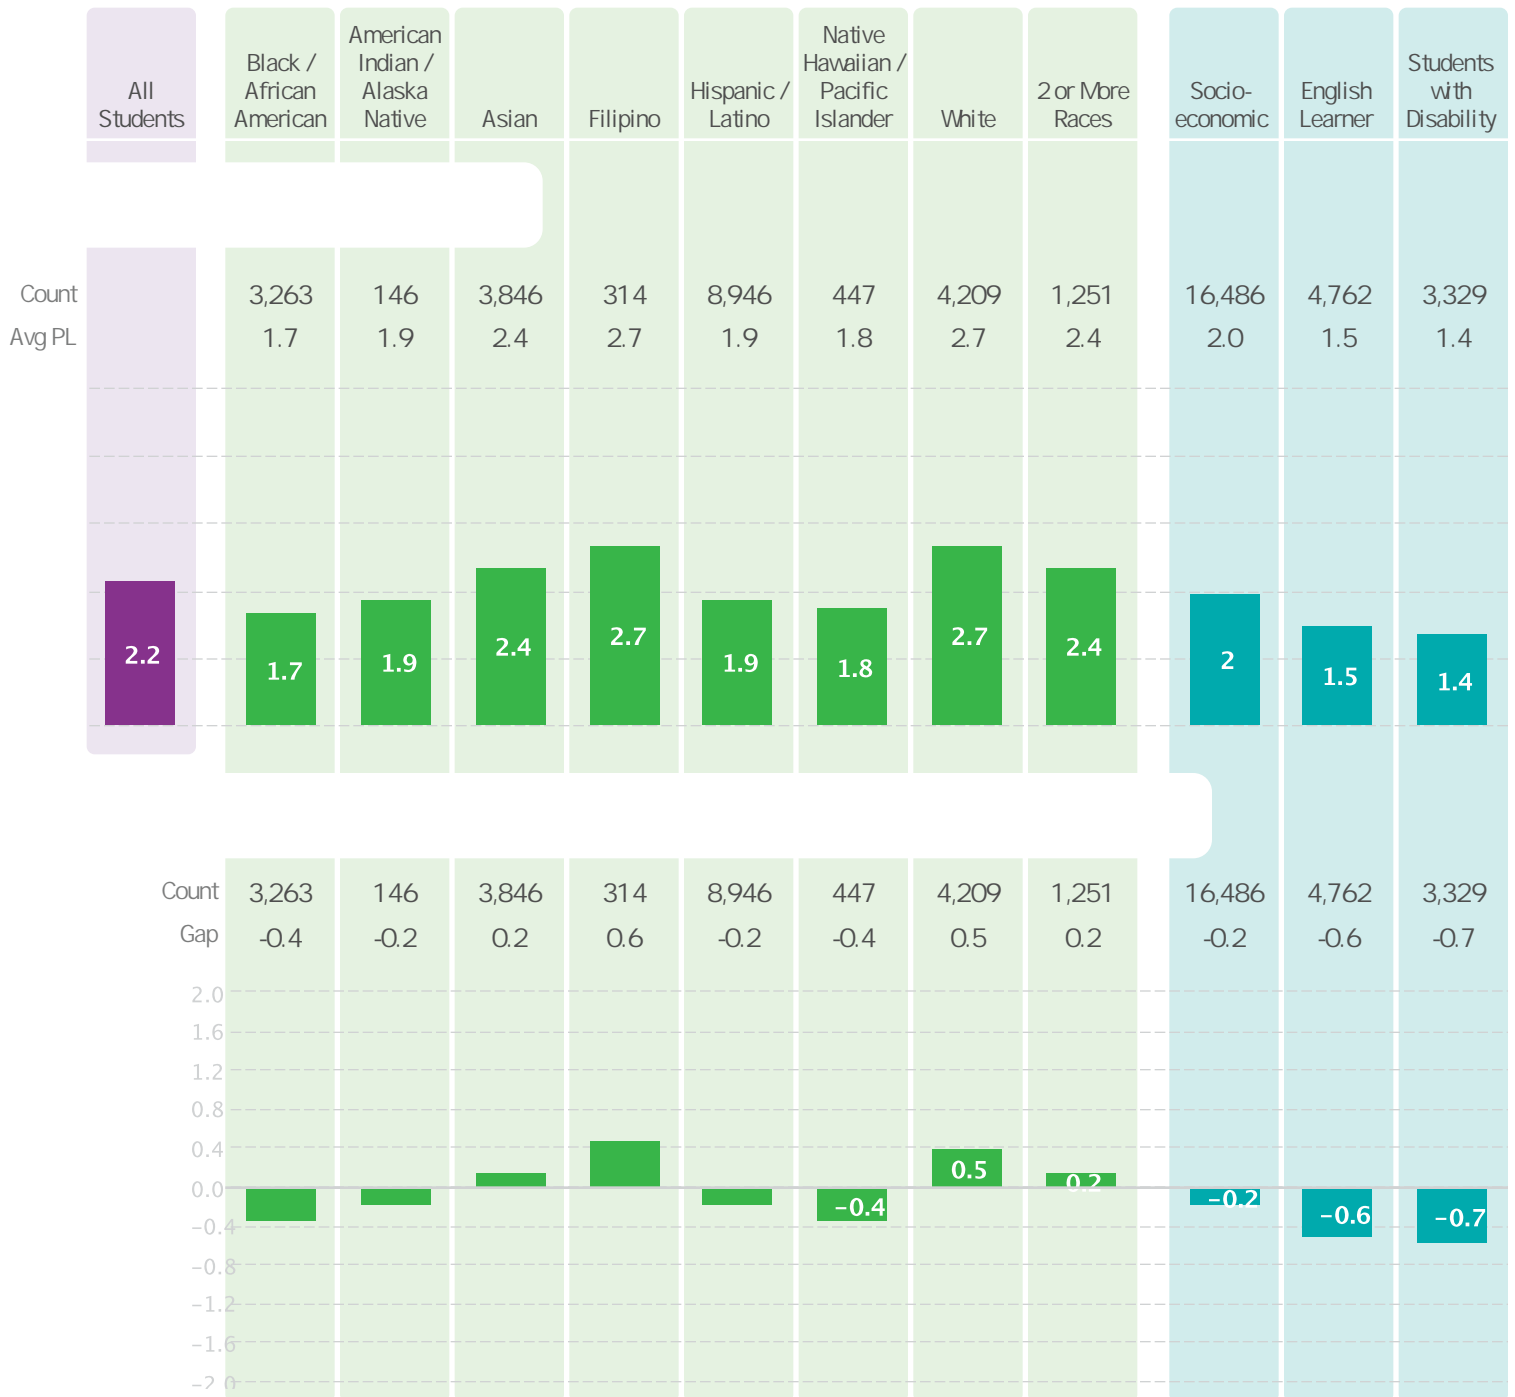 All Students
Black / African American
American Indian / Alaska Native
Asian
Filipino
Hispanic / Latino
Native Hawaiian / Pacific Islander
White
2 or More Races
Socio-economic
English Learner
Students with Disability
Count 3,263 146 3,846 314 8,946 447 4,209 1,251 16,486 4,762 3,329
Avg PL 1.7 1.9 2.4 2.7 1.9 1.8 2.7 2.4 2.0 1.5 1.4
2.2 1.7 1.9 2.4 2.7 1.9 1.8 2.7 2.4 2 1.5 1.4
Count 3,263 146 3,846 314 8,946 447 4,209 1,251 16,486 4,762 3,329
Gap -0.4 -0.2 0.2 0.6 -0.2 -0.4 0.5 0.2 -0.2 -0.6 -0.7
2.0
1.6
1.2
0.8
0.4
0.0
−0.4
−0.8
−1.2
−1.6
−2.0
−0.4 0.5 0.2 −0.2 −0.6 −0.7